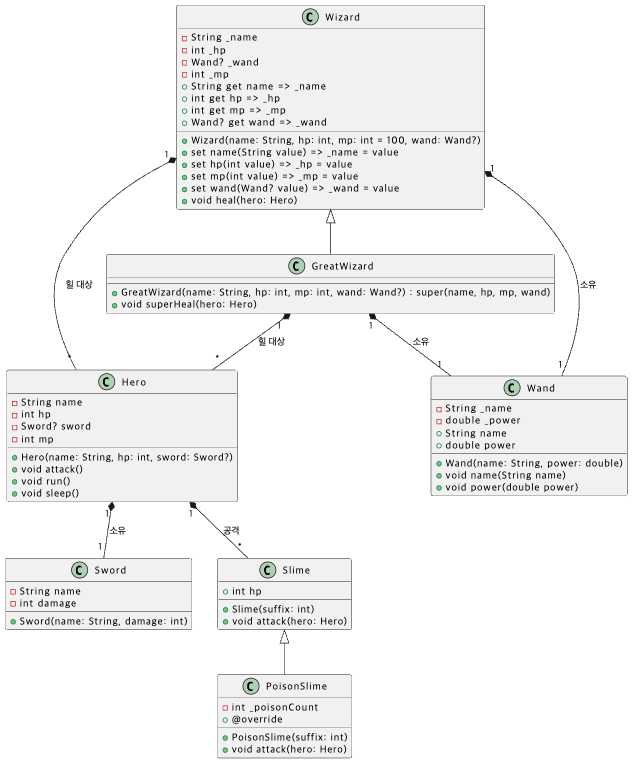 C Wizard
String _name
int _hp
Wand? _wand
int _mp
String get name => _name
int get hp => _hp
int get mp => _mp
Wand? get wand => _wand
Wizard(name: String, hp: int, mp: int = 100, wand: Wand?)
set name(String value) => _name = value
set hp(int value) => _hp = value
set mp(int value) => _mp = value
set wand(Wand? value) => _wand = value
void heal(hero: Hero)
1
1
C GreatWizard
GreatWizard(name: String, hp: int, mp: int, wand: Wand?) : super(name, hp, mp, wand)
void superHeal(hero: Hero)
힐 대상
소유
1
1
힐 대상
소유
*
*
1
1
C Hero
String name
int hp
Sword? sword
int mp
Hero(name: String, hp: int, sword: Sword?)
void attack()
void run()
void sleep()
C Wand
String _name
double _power
String name
double power
Wand(name: String, power: double)
void name(String name)
void power(double power)
1
1
소유
공격
1
*
C Sword
String name
int damage
Sword(name: String, damage: int)
C Slime
int hp
Slime(suffix: int)
void attack(hero: Hero)
C PoisonSlime
int _poisonCount
@override
PoisonSlime(suffix: int)
void attack(hero: Hero)